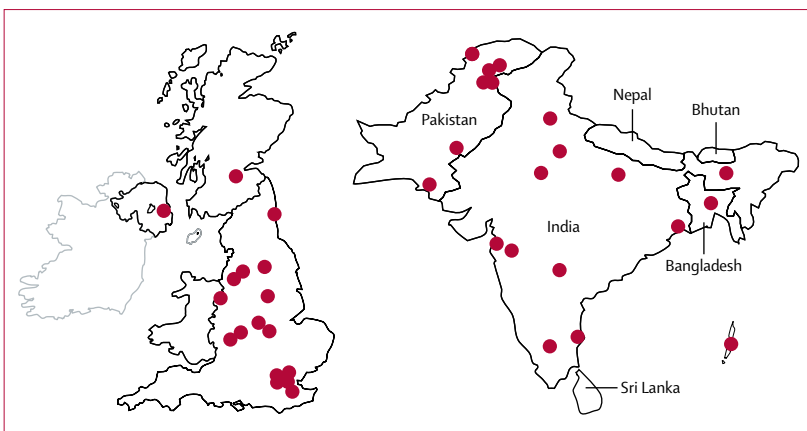 Nepal
Bhutan
Pakistan
India
Bangladesh
Sri Lanka